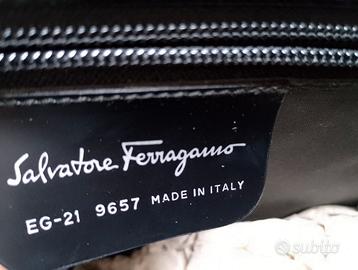 Salvatore Ferragamo
EG-21 9657 MADE IN ITALY
subito